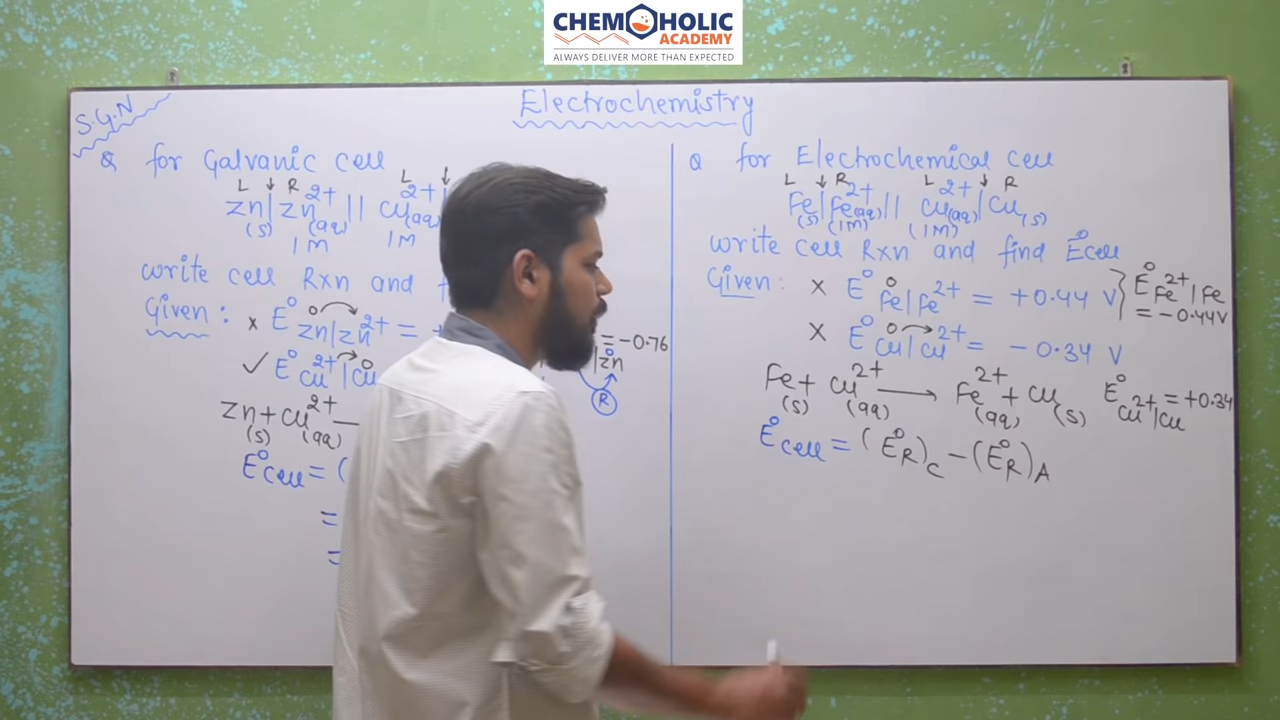 CHEMOHOLIC
ACADEMY
ALWAYS DELIVER MORE THAN EXPECTED
S.G.N
Electrochemistry
Q for Galvanic cell
L ↓ R L ↓
Zn(s)|Zn²⁺(aq)||Cu²⁺(aq)|
1M 1M
write cell Rxn and
Given: × E° Zn|Zn²⁺ =
✓ E° Cu²⁺|Cu
= -0.76
|Zn
R
Zn(s) + Cu²⁺(aq) —
E°cell = (
=
=
Q for Electrochemical cell
L ↓ R L ↓ R
Fe(s)|Fe²⁺(aq)||Cu²⁺(aq)|Cu(s)
(1M) (1M)
write cell Rxn and find E°cell
Given: × E° Fe|Fe²⁺ = +0.44 V } E° Fe²⁺|Fe
= -0.44V
× E° Cu|Cu²⁺ = -0.34 V
Fe(s) + Cu²⁺(aq) ⟶ Fe²⁺(aq) + Cu(s) E° Cu²⁺|Cu = +0.34
E°cell = (E°R)C - (E°R)A